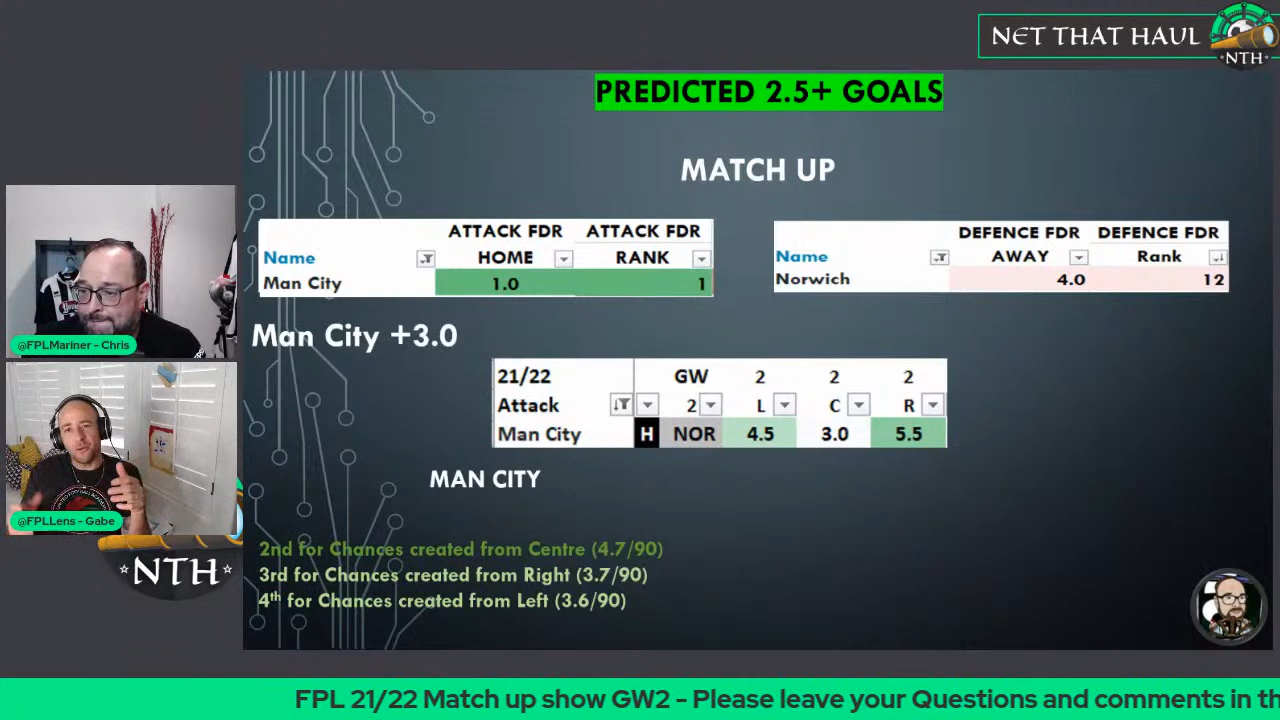 NET THAT HAUL
NTH
PREDICTED 2.5+ GOALS
MATCH UP
ATTACK FDR ATTACK FDR
Name HOME RANK
Man City 1.0 1
DEFENCE FDR DEFENCE FDR
Name AWAY Rank
Norwich 4.0 12
Man City +3.0
21/22 GW 2 2 2
Attack 2 L C R
Man City H NOR 4.5 3.0 5.5
MAN CITY
2nd for Chances created from Centre (4.7/90)
3rd for Chances created from Right (3.7/90)
4th for Chances created from Left (3.6/90)
@FPLMariner - Chris
@FPLLens - Gabe
NTH
FPL 21/22 Match up show GW2 - Please leave your Questions and comments in th